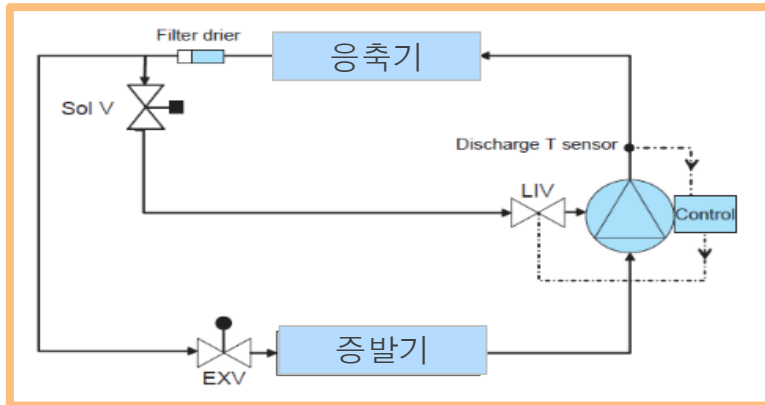 Filter drier
응축기
Sol V
Discharge T sensor
LIV
Control
증발기
EXV